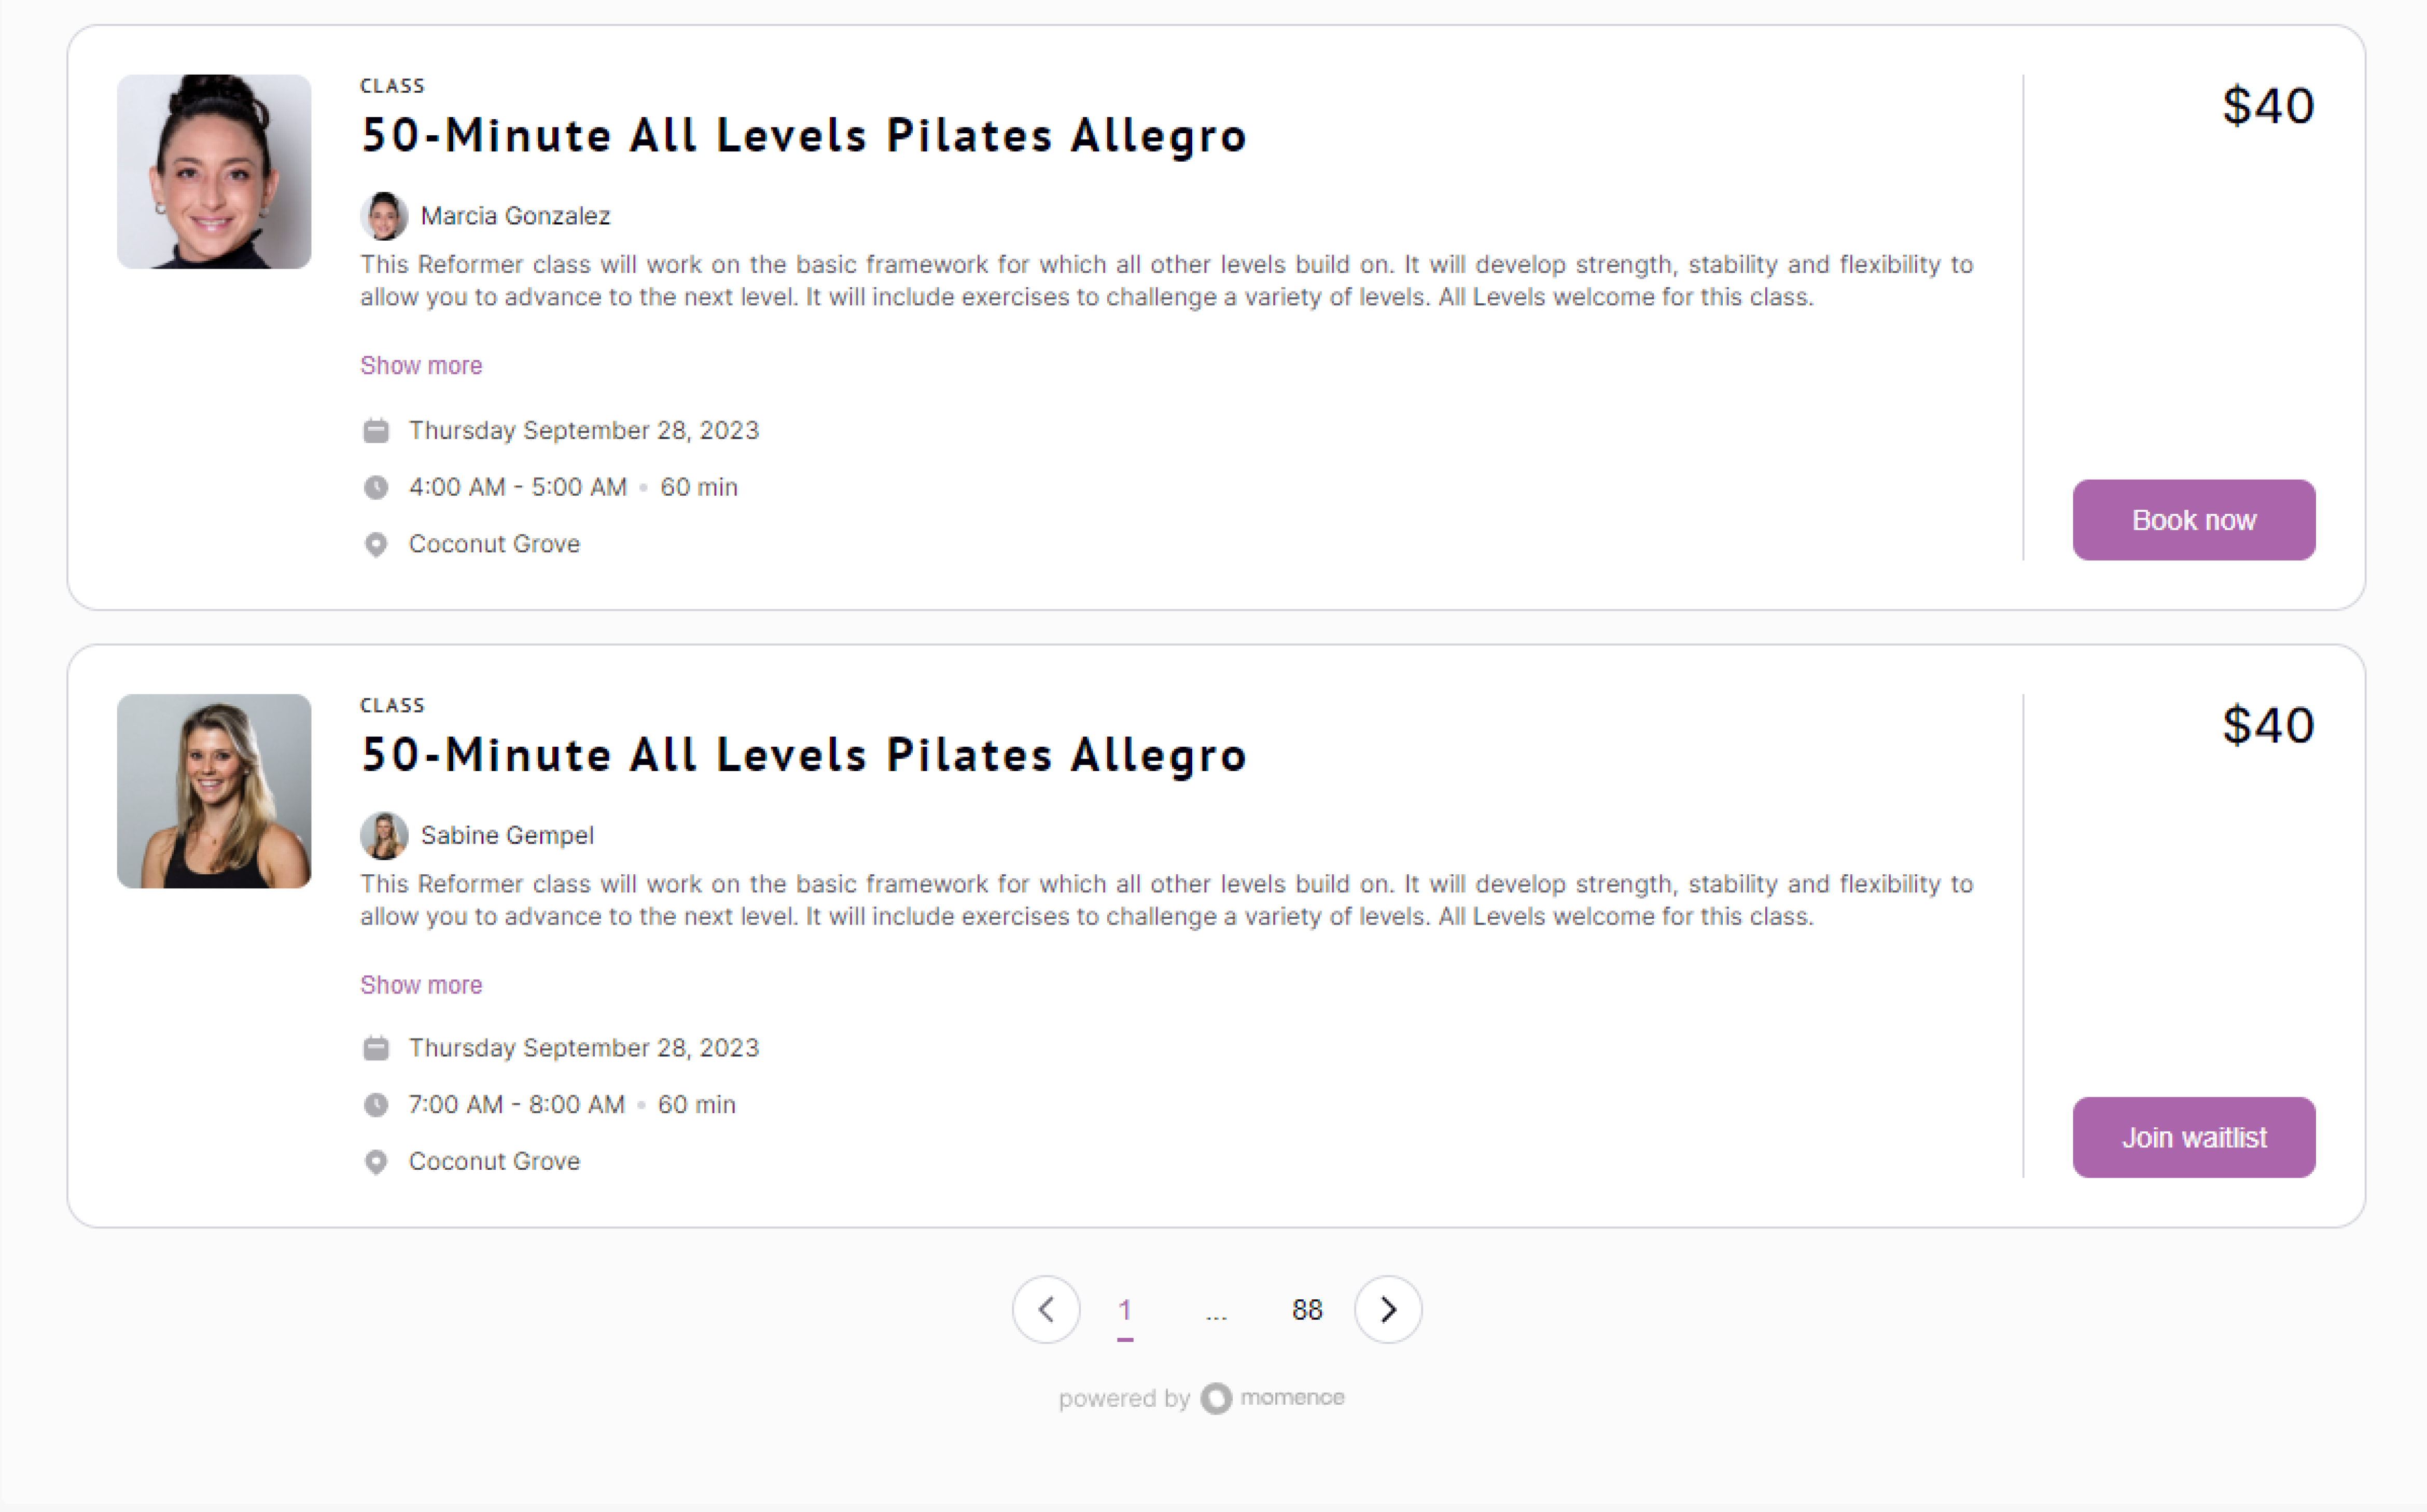 CLASS
50-Minute All Levels Pilates Allegro
$40
Marcia Gonzalez
This Reformer class will work on the basic framework for which all other levels build on. It will develop strength, stability and flexibility to
allow you to advance to the next level. It will include exercises to challenge a variety of levels. All Levels welcome for this class.
Show more
Thursday September 28, 2023
4:00 AM - 5:00 AM • 60 min
Coconut Grove
Book now
CLASS
50-Minute All Levels Pilates Allegro
$40
Sabine Gempel
This Reformer class will work on the basic framework for which all other levels build on. It will develop strength, stability and flexibility to
allow you to advance to the next level. It will include exercises to challenge a variety of levels. All Levels welcome for this class.
Show more
Thursday September 28, 2023
7:00 AM - 8:00 AM • 60 min
Coconut Grove
Join waitlist
1 ... 88
powered by momence